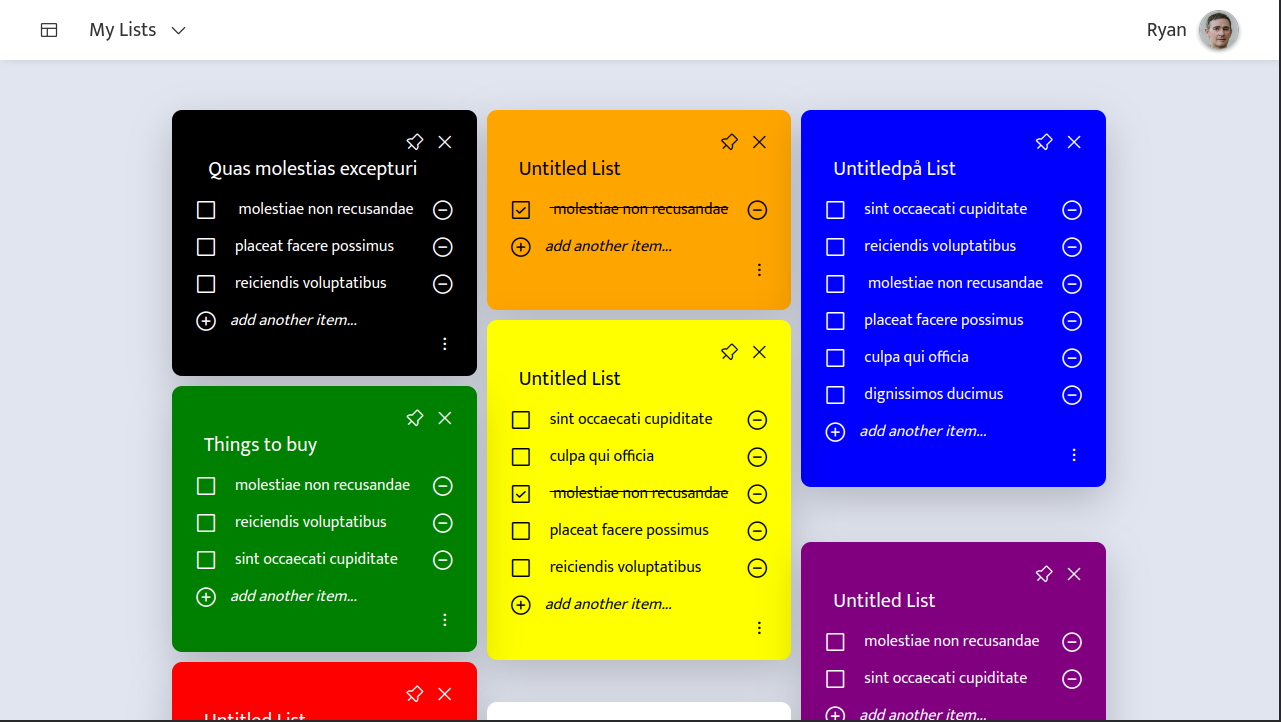 My Lists
Ryan
Quas molestias excepturi
molestiae non recusandae
placeat facere possimus
reiciendis voluptatibus
add another item...
Things to buy
molestiae non recusandae
reiciendis voluptatibus
sint occaecati cupiditate
add another item...
Untitled List
Untitled List
molestiae non recusandae
add another item...
Untitled List
sint occaecati cupiditate
culpa qui officia
molestiae non recusandae
placeat facere possimus
reiciendis voluptatibus
add another item...
Untitledpå List
sint occaecati cupiditate
reiciendis voluptatibus
molestiae non recusandae
placeat facere possimus
culpa qui officia
dignissimos ducimus
add another item...
Untitled List
molestiae non recusandae
sint occaecati cupiditate
add another item...